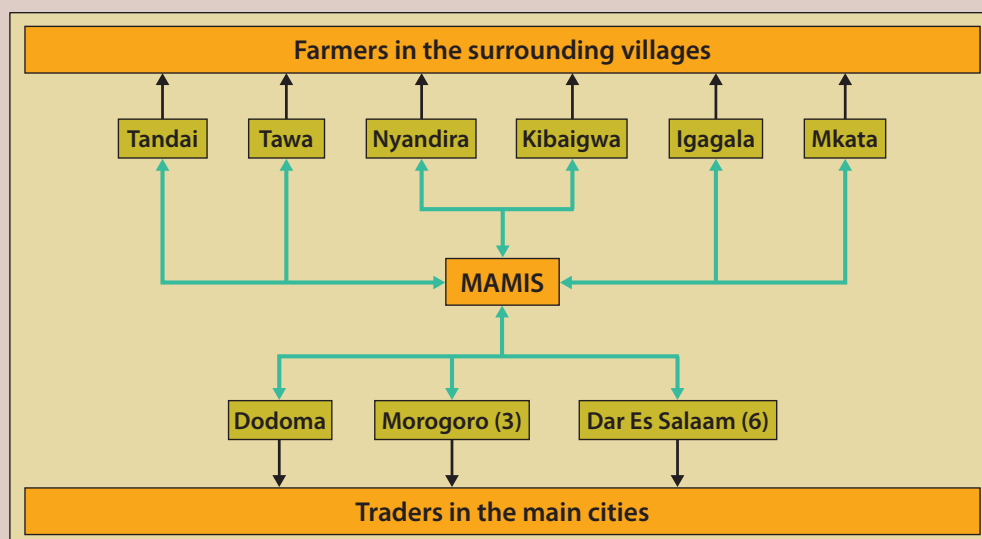 Farmers in the surrounding villages
Tandai
Tawa
Nyandira
Kibaigwa
Igagala
Mkata
MAMIS
Dodoma
Morogoro (3)
Dar Es Salaam (6)
Traders in the main cities